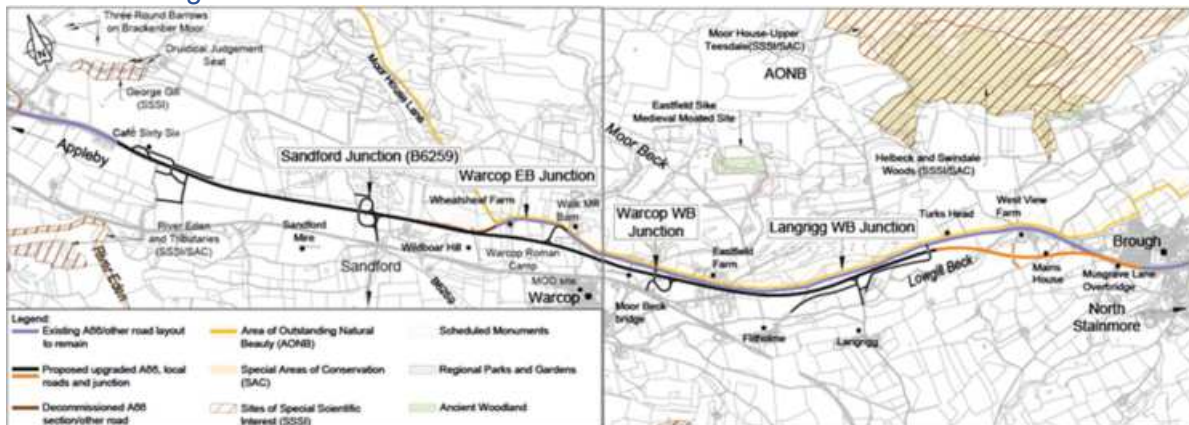 Three Round Barrows
on Brackenber Moor
Druidical Judgement
Seat
George Gill
(SSSI)
N
Appleby
Café Sixty Six
Moor House Lane
Sandford Junction (B6259)
Warcop EB Junction
Wheatsheaf Farm
Walk Mill
Barn
River Eden
and Tributaries
(SSSI/SAC)
River Eden
Sandford
Mire
Sandford
Wildboar Hill
B6259
Warcop Roman
Camp
MOD site
Warcop
Moor House-Upper
Teesdale(SSSI/SAC)
AONB
Eastfield Sike
Medieval Moated Site
Moor Beck
Helbeck and Swindale
Woods (SSSI/SAC)
Warcop WB
Junction
Langrigg WB Junction
Turks Head
West View
Farm
Brough
Eastfield
Farm
Lowgill Beck
Mains
House
Musgrave Lane
Overbridge
Moor Beck
bridge
Flitholme
Langrigg
North
Stainmore
Legend:
Existing A66/other road layout
to remain
Proposed upgraded A66, local
roads and junction
Decommissioned A66
section/other road
Area of Outstanding Natural
Beauty (AONB)
Special Areas of Conservation
(SAC)
Sites of Special Scientific
Interest (SSSI)
Scheduled Monuments
Regional Parks and Gardens
Ancient Woodland